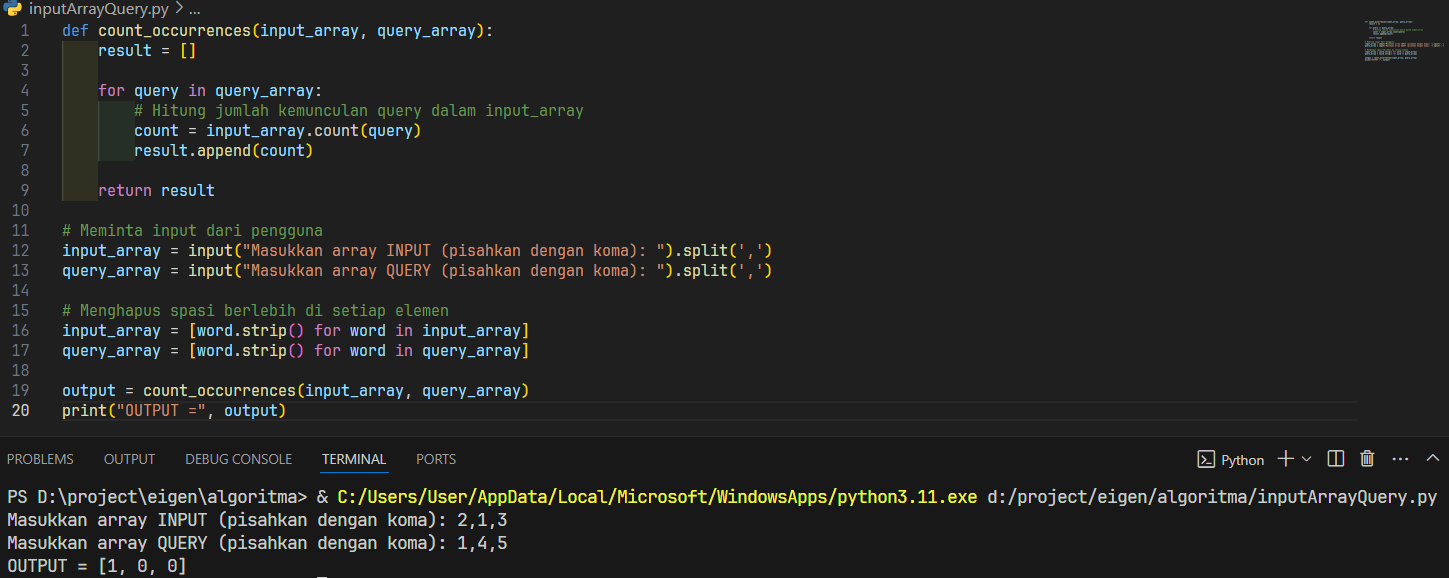 inputArrayQuery.py > ...
1 def count_occurrences(input_array, query_array):
2     result = []
3
4     for query in query_array:
5         # Hitung jumlah kemunculan query dalam input_array
6         count = input_array.count(query)
7         result.append(count)
8
9     return result
10
11 # Meminta input dari pengguna
12 input_array = input("Masukkan array INPUT (pisahkan dengan koma): ").split(',')
13 query_array = input("Masukkan array QUERY (pisahkan dengan koma): ").split(',')
14
15 # Menghapus spasi berlebih di setiap elemen
16 input_array = [word.strip() for word in input_array]
17 query_array = [word.strip() for word in query_array]
18
19 output = count_occurrences(input_array, query_array)
20 print("OUTPUT =", output)
PROBLEMS OUTPUT DEBUG CONSOLE TERMINAL PORTS Python
PS D:\project\eigen\algoritma> & C:/Users/User/AppData/Local/Microsoft/WindowsApps/python3.11.exe d:/project/eigen/algoritma/inputArrayQuery.py
Masukkan array INPUT (pisahkan dengan koma): 2,1,3
Masukkan array QUERY (pisahkan dengan koma): 1,4,5
OUTPUT = [1, 0, 0]